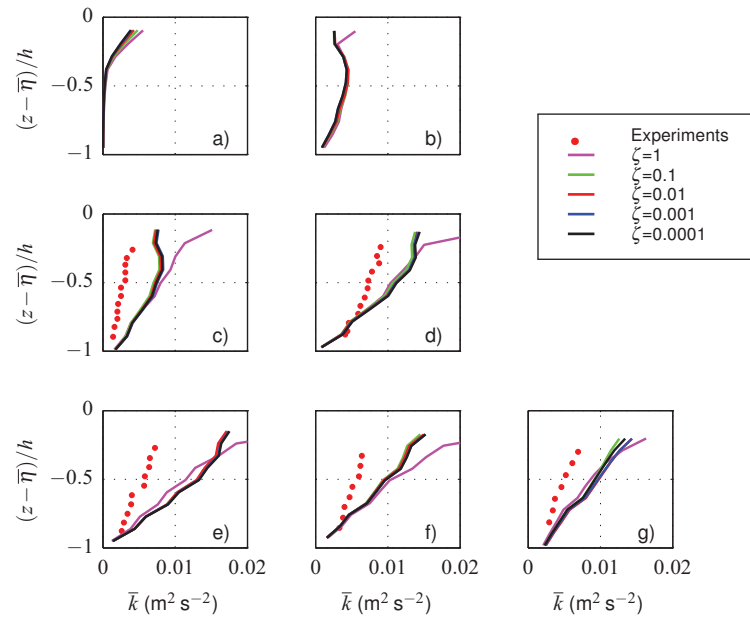 0
(z − η̅)/h
−0.5
a)
b)
−1
Experiments
ζ=1
ζ=0.1
ζ=0.01
ζ=0.001
ζ=0.0001
0
(z − η̅)/h
−0.5
c)
d)
−1
0
(z − η̅)/h
−0.5
e)
f)
g)
−1
0 0.01 0.02 0 0.01 0.02 0 0.01 0.02
k̅ (m² s⁻²) k̅ (m² s⁻²) k̅ (m² s⁻²)